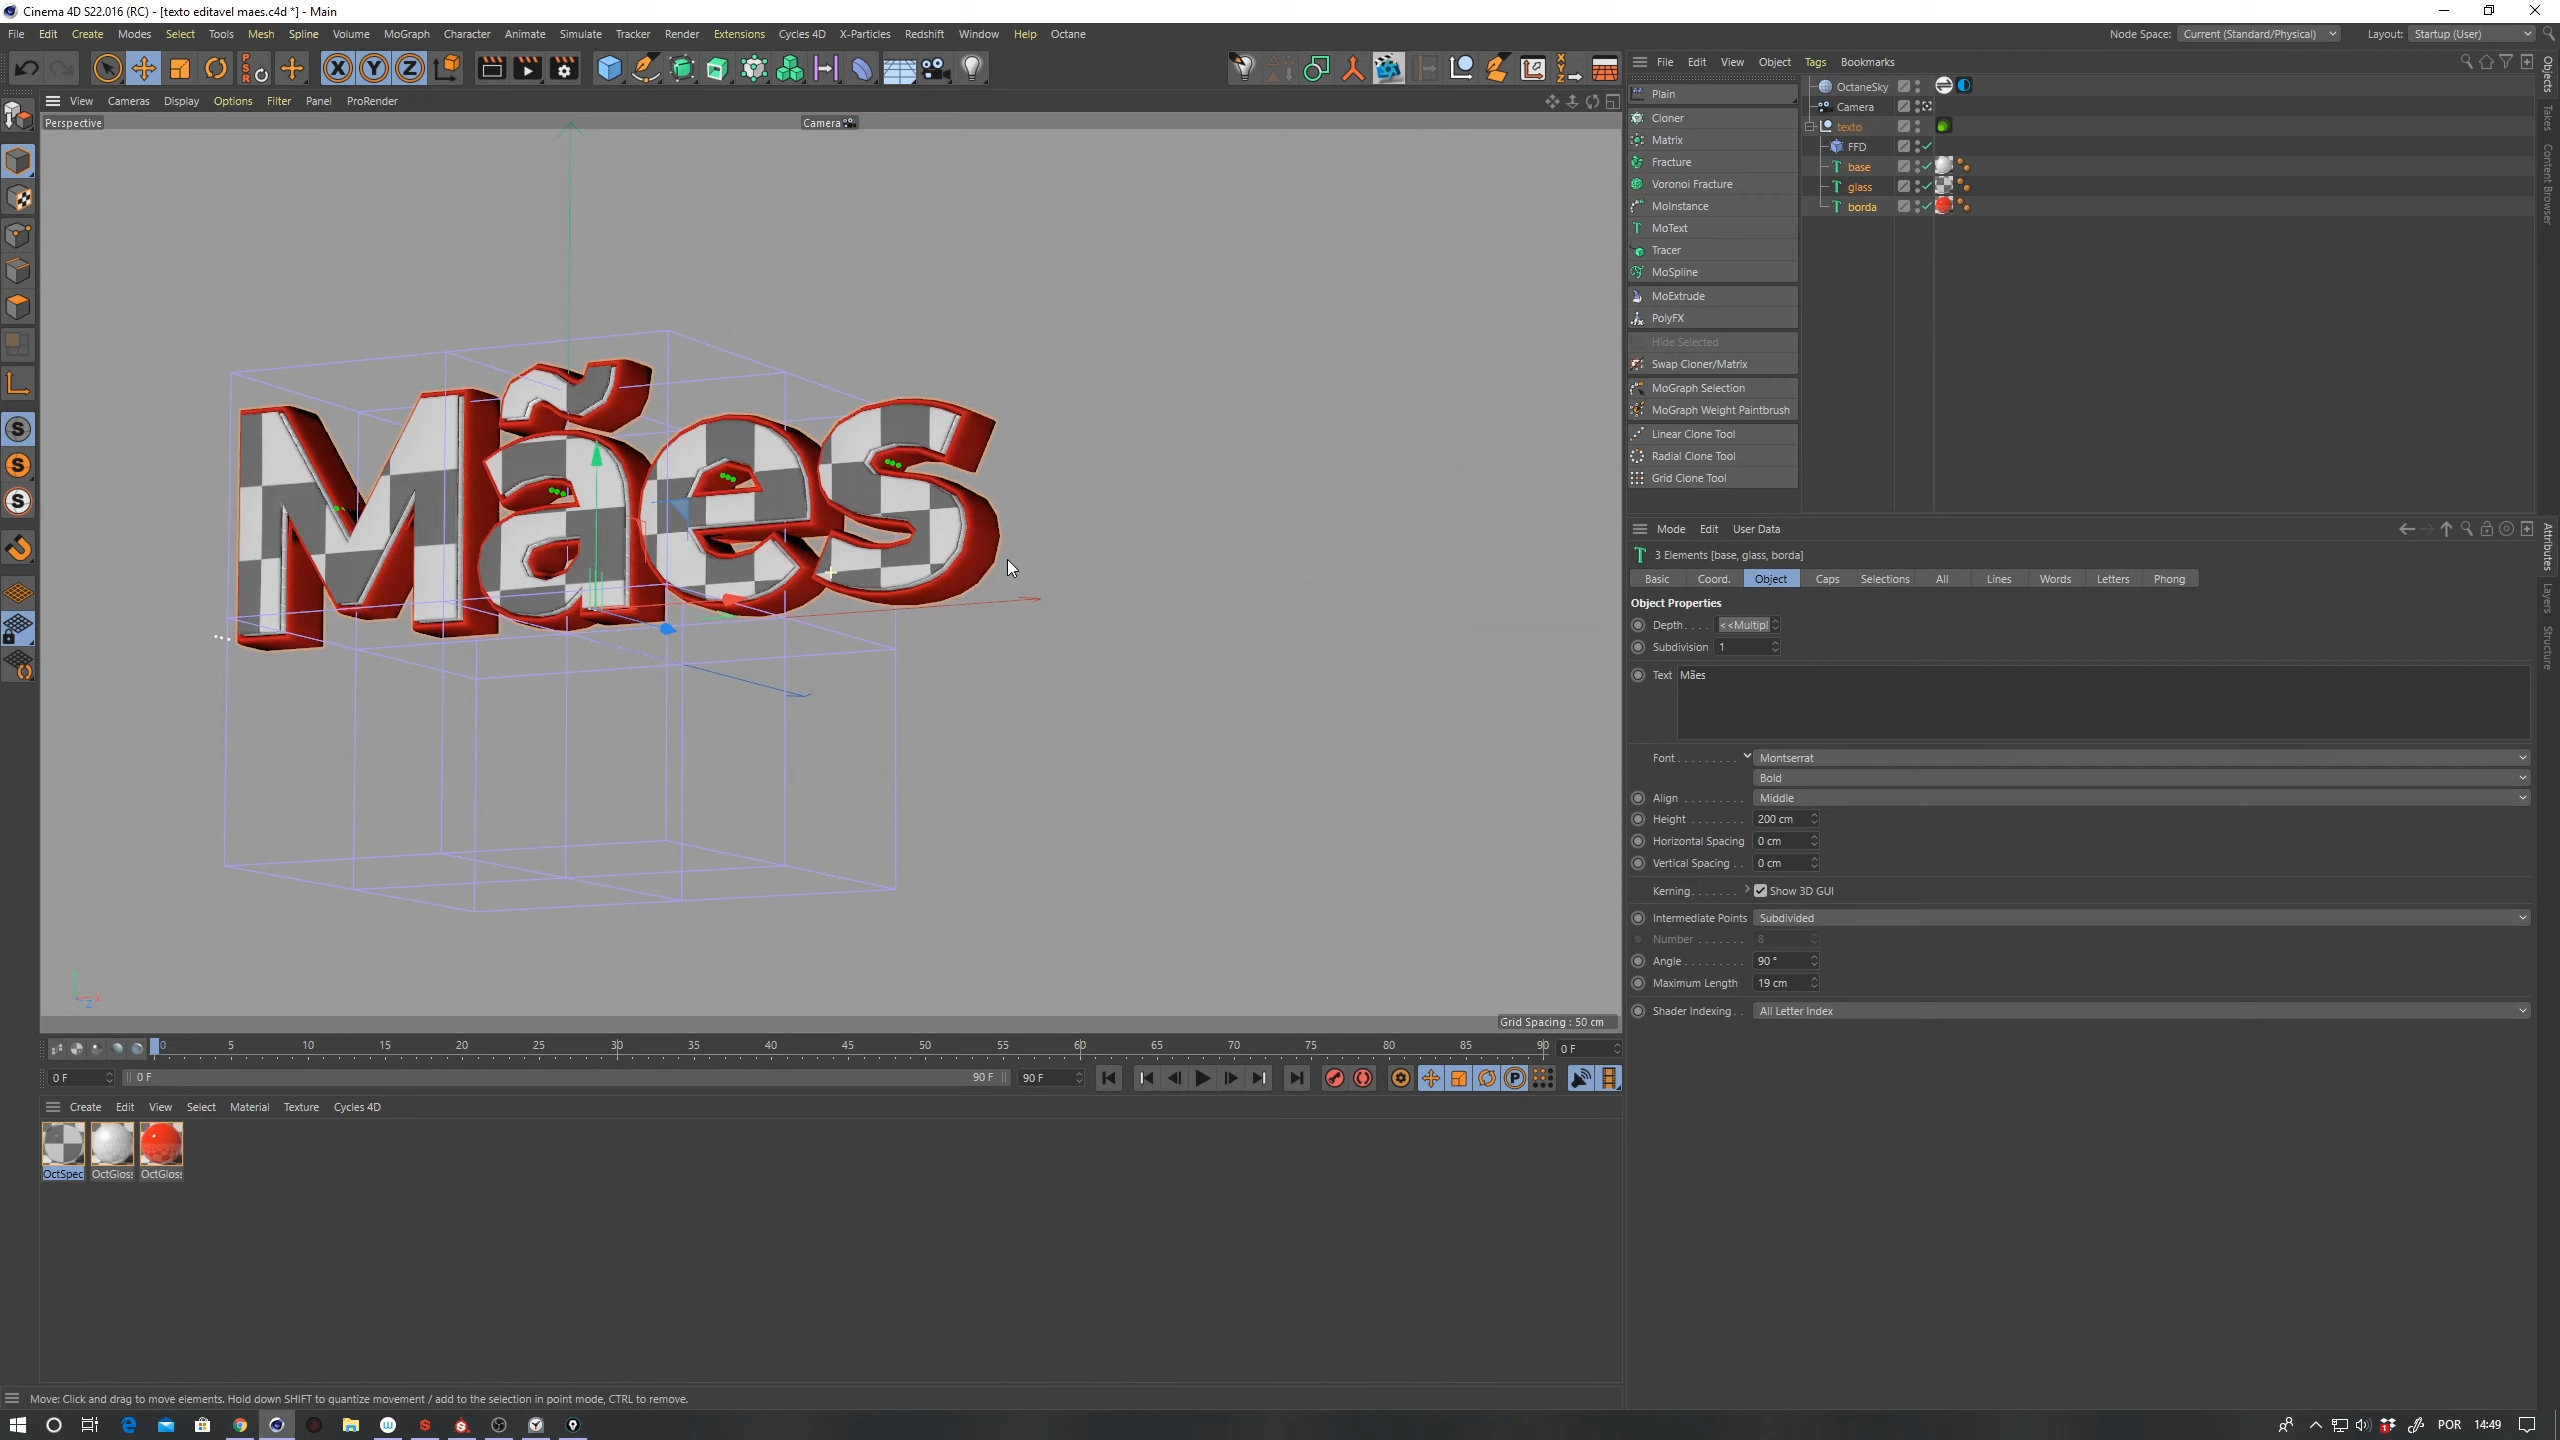 Cinema 4D S22.016 (RC) - [texto editavel maes.c4d *] - Main
File Edit Create Modes Select Tools Mesh Spline Volume MoGraph Character Animate Simulate Tracker Render Extensions Cycles 4D X-Particles Redshift Window Help Octane
Node Space: Current (Standard/Physical) Layout: Startup (User)
View Cameras Display Options Filter Panel ProRender
Perspective
Camera
Mães
Grid Spacing : 50 cm
File Edit View Object Tags Bookmarks
Plain
Cloner
Matrix
Fracture
Voronoi Fracture
MoInstance
MoText
Tracer
MoSpline
MoExtrude
PolyFX
Hide Selected
Swap Cloner/Matrix
MoGraph Selection
MoGraph Weight Paintbrush
Linear Clone Tool
Radial Clone Tool
Grid Clone Tool
OctaneSky
Camera
texto
FFD
base
glass
borda
Objects
Takes
Content Browser
Mode Edit User Data
3 Elements [base, glass, borda]
Basic Coord. Object Caps Selections All Lines Words Letters Phong
Object Properties
Depth. . . . <<Multipl
Subdivision 1
Text Mães
Font . . . . . . . . . Montserrat
Bold
Align . . . . . . . . Middle
Height . . . . . . . 200 cm
Horizontal Spacing 0 cm
Vertical Spacing . . 0 cm
Kerning. . . . . . . Show 3D GUI
Intermediate Points Subdivided
Number . . . . . . . 8
Angle. . . . . . . . . 90 °
Maximum Length 19 cm
Shader Indexing. . All Letter Index
Attributes
Layers
Structure
0 5 10 15 20 25 30 35 40 45 50 55 60 65 70 75 80 85 90 0 F
0 F 0 F 90 F 90 F
Create Edit View Select Material Texture Cycles 4D
OctSpec OctGloss OctGloss
Move: Click and drag to move elements. Hold down SHIFT to quantize movement / add to the selection in point mode, CTRL to remove.
POR 14:49